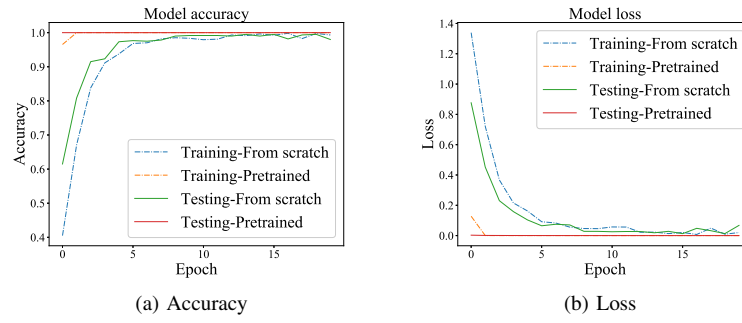 Model accuracy
1.0
0.9
0.8
0.7
0.6
0.5
0.4
Accuracy
Training-From scratch
Training-Pretrained
Testing-From scratch
Testing-Pretrained
0 5 10 15
Epoch
(a) Accuracy
Model loss
1.4
1.2
1.0
0.8
0.6
0.4
0.2
0.0
Loss
Training-From scratch
Training-Pretrained
Testing-From scratch
Testing-Pretrained
0 5 10 15
Epoch
(b) Loss